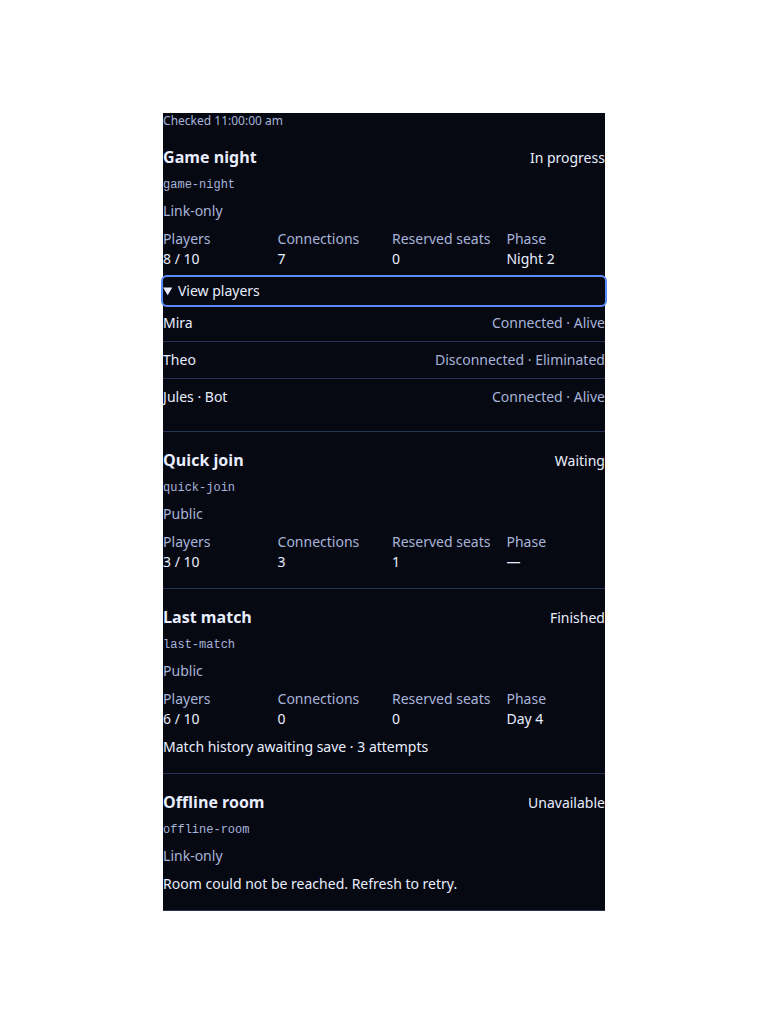 Checked 11:00:00 am
Game night In progress
game-night
Link-only
Players Connections Reserved seats Phase
8 / 10 7 0 Night 2
▼ View players
Mira Connected · Alive
Theo Disconnected · Eliminated
Jules · Bot Connected · Alive
Quick join Waiting
quick-join
Public
Players Connections Reserved seats Phase
3 / 10 3 1 —
Last match Finished
last-match
Public
Players Connections Reserved seats Phase
6 / 10 0 0 Day 4
Match history awaiting save · 3 attempts
Offline room Unavailable
offline-room
Link-only
Room could not be reached. Refresh to retry.